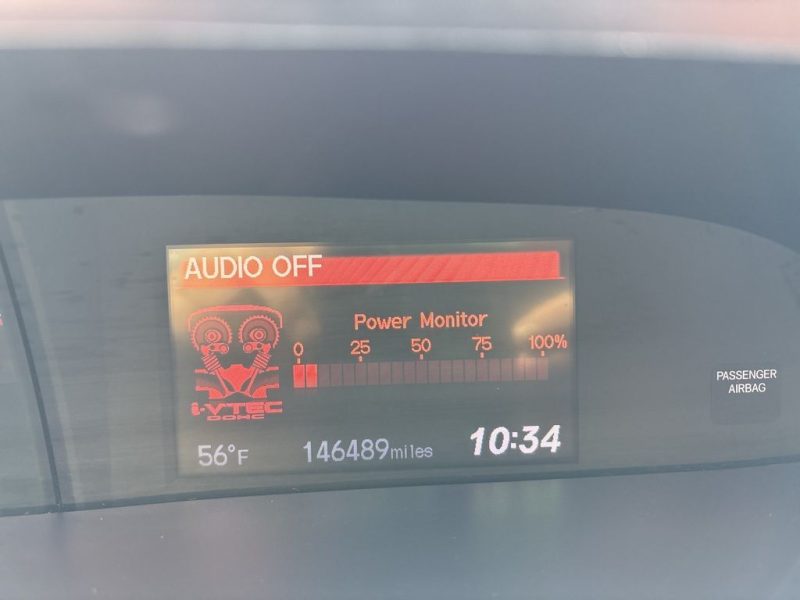 AUDIO OFF
Power Monitor
0 25 50 75 100%
i-VTEC
DOHC
PASSENGER
AIRBAG
56°F 146489miles 10:34